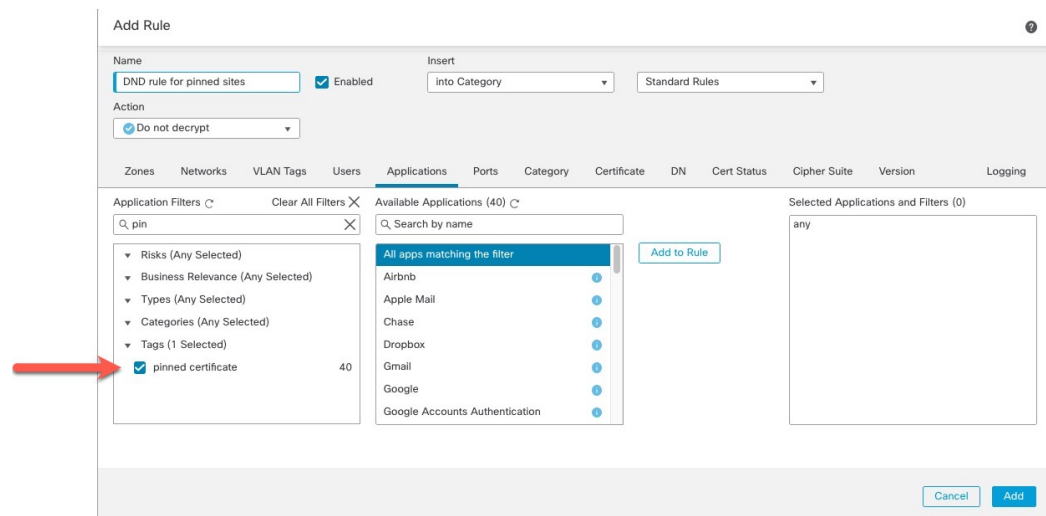 Add Rule
Name
Insert
DND rule for pinned sites
Enabled
into Category
Standard Rules
Action
Do not decrypt
Zones Networks VLAN Tags Users Applications Ports Category Certificate DN Cert Status Cipher Suite Version Logging
Application Filters
Clear All Filters
Available Applications (40)
Selected Applications and Filters (0)
pin
Search by name
any
Risks (Any Selected)
Business Relevance (Any Selected)
Types (Any Selected)
Categories (Any Selected)
Tags (1 Selected)
pinned certificate 40
All apps matching the filter
Airbnb
Apple Mail
Chase
Dropbox
Gmail
Google
Google Accounts Authentication
Add to Rule
Cancel
Add